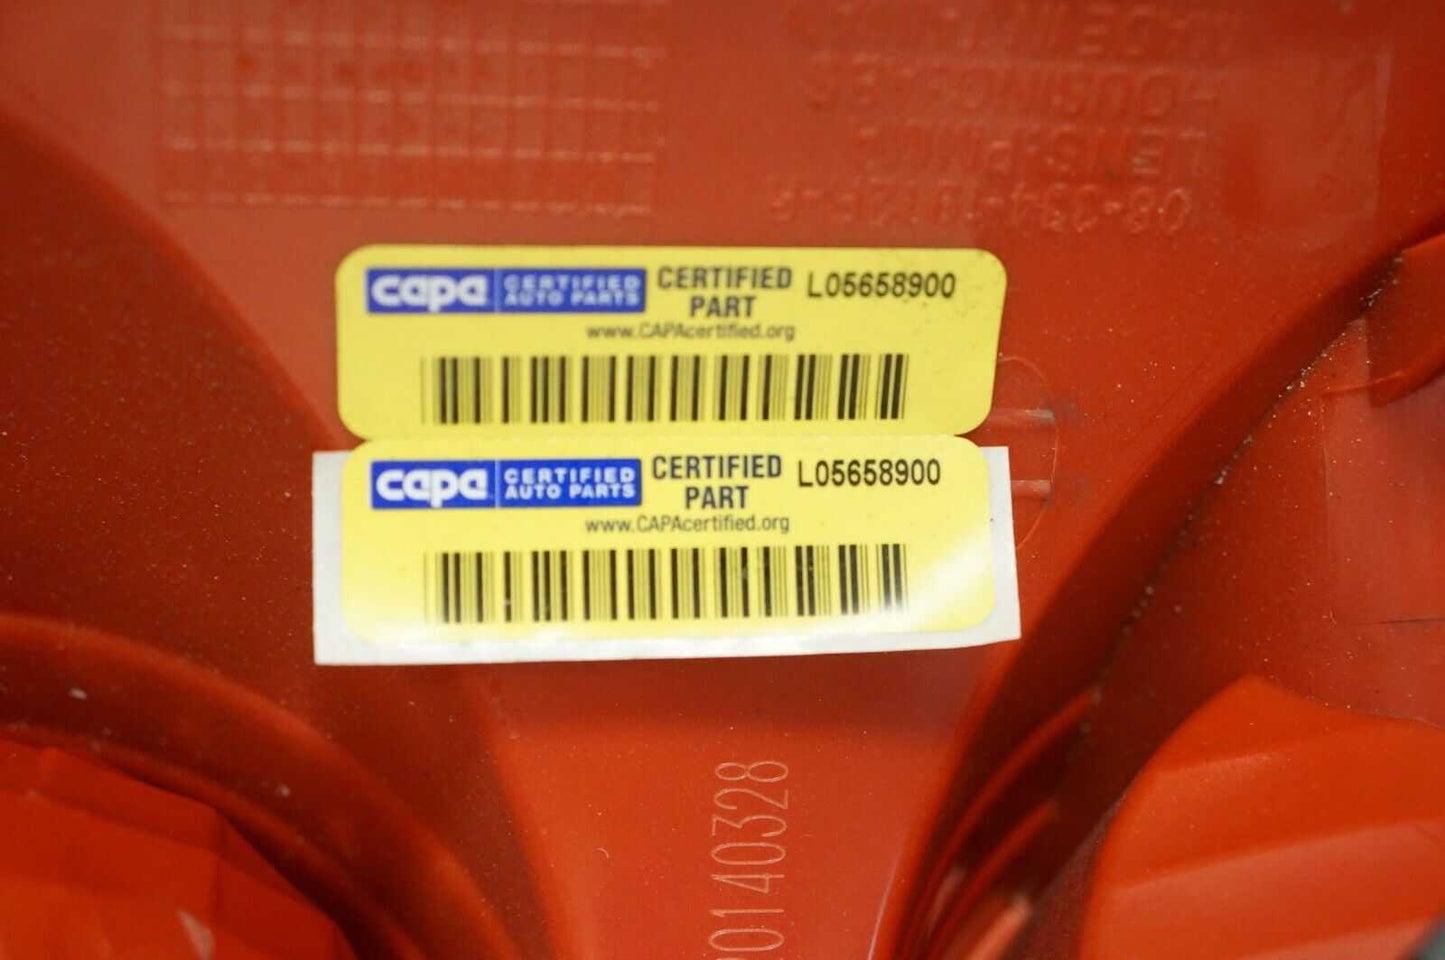 capa CERTIFIED AUTO PARTS CERTIFIED PART L05658900
www.CAPAcertified.org
capa CERTIFIED AUTO PARTS CERTIFIED PART L05658900
www.CAPAcertified.org
20140328